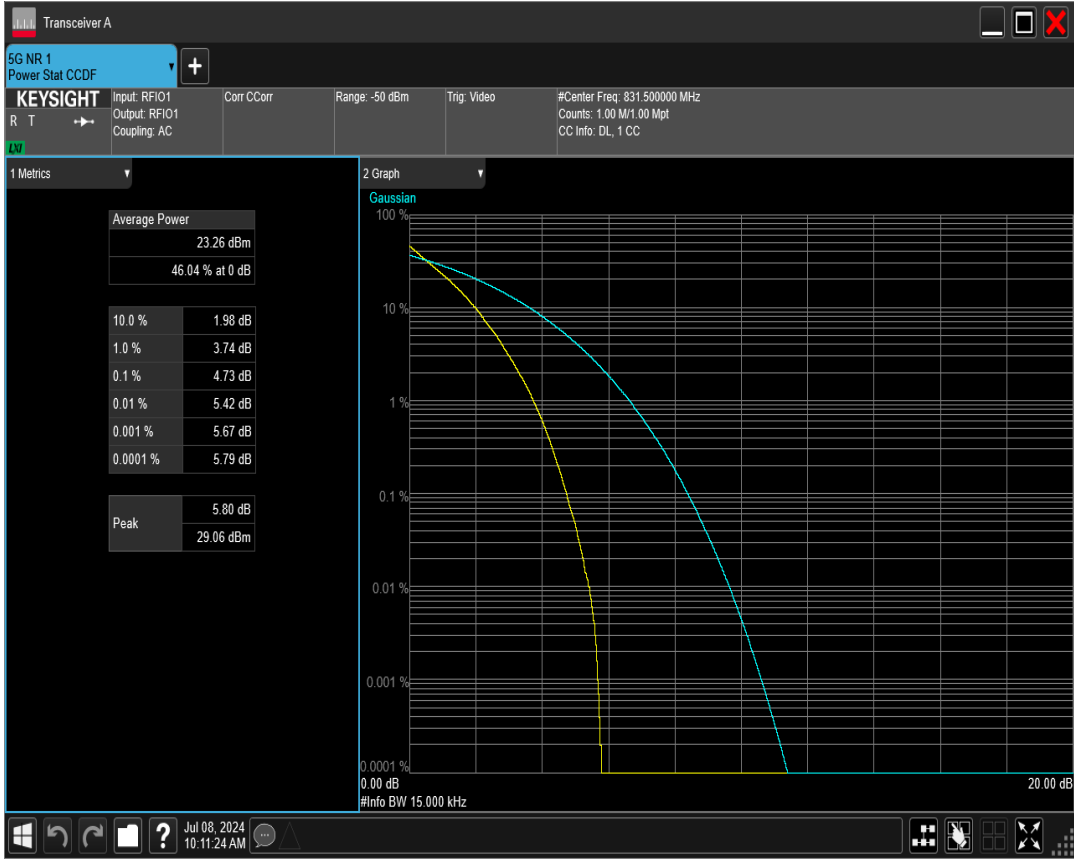 Transceiver A
5G NR 1
Power Stat CCDF
+
KEYSIGHT
R T
LXI
Input: RFIO1
Output: RFIO1
Coupling: AC
Corr CCorr
Range: -50 dBm
Trig: Video
#Center Freq: 831.500000 MHz
Counts: 1.00 M/1.00 Mpt
CC Info: DL, 1 CC
1 Metrics
Average Power
23.26 dBm
46.04 % at 0 dB
10.0 % 1.98 dB
1.0 % 3.74 dB
0.1 % 4.73 dB
0.01 % 5.42 dB
0.001 % 5.67 dB
0.0001 % 5.79 dB
Peak 5.80 dB
29.06 dBm
2 Graph
Gaussian
100 %
10 %
1 %
0.1 %
0.01 %
0.001 %
0.0001 %
0.00 dB 20.00 dB
#Info BW 15.000 kHz
? Jul 08, 2024
10:11:24 AM